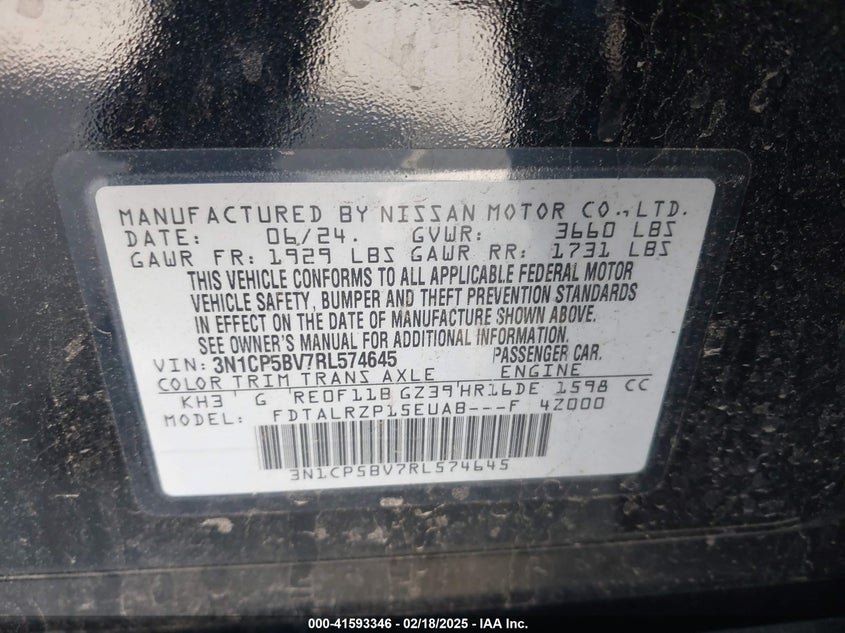 MANUFACTURED BY NISSAN MOTOR CO., LTD.
DATE: 06/24. GVWR: 3660 LBS
GAWR FR: 1929 LBS GAWR RR: 1731 LBS
THIS VEHICLE CONFORMS TO ALL APPLICABLE FEDERAL MOTOR
VEHICLE SAFETY, BUMPER AND THEFT PREVENTION STANDARDS
IN EFFECT ON THE DATE OF MANUFACTURE SHOWN ABOVE.
SEE OWNER'S MANUAL FOR ADDITIONAL INFORMATION.
VIN: 3N1CP5BV7RL574645 PASSENGER CAR.
COLOR TRIM TRANS AXLE ENGINE
KH3 G RE0F11B GZ39 HR16DE 1598 CC
MODEL: FDTALRZP15EUAB---F 4Z000
3N1CP5BV7RL574645
000-41593346 - 02/18/2025 - IAA Inc.